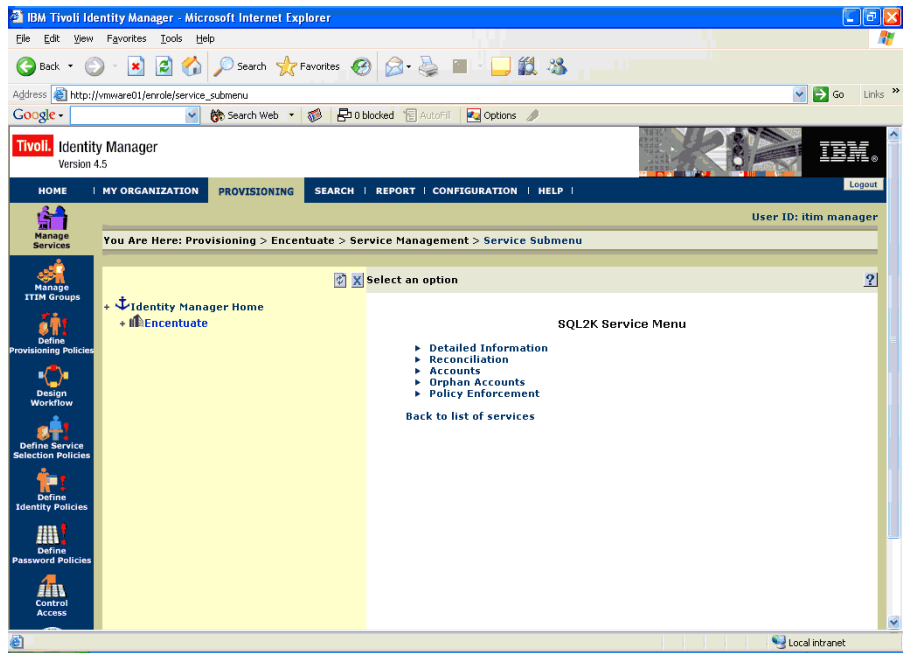 IBM Tivoli Identity Manager - Microsoft Internet Explorer
File Edit View Favorites Tools Help
Back Search Favorites
Address http://vmware01/enrole/service_submenu Go Links »
Google Search Web 0 blocked AutoFill Options
Tivoli. Identity Manager
Version 4.5
IBM®
HOME | MY ORGANIZATION PROVISIONING SEARCH | REPORT | CONFIGURATION | HELP | Logout
User ID: itim manager
You Are Here: Provisioning > Encentuate > Service Management > Service Submenu
Manage
Services
Manage
ITIM Groups
Define
Provisioning Policies
Design
Workflow
Define Service
Selection Policies
Define
Identity Policies
Define
Password Policies
Control
Access
X
+ Identity Manager Home
+ Encentuate
Select an option ?
SQL2K Service Menu
Detailed Information
Reconciliation
Accounts
Orphan Accounts
Policy Enforcement
Back to list of services
Local intranet